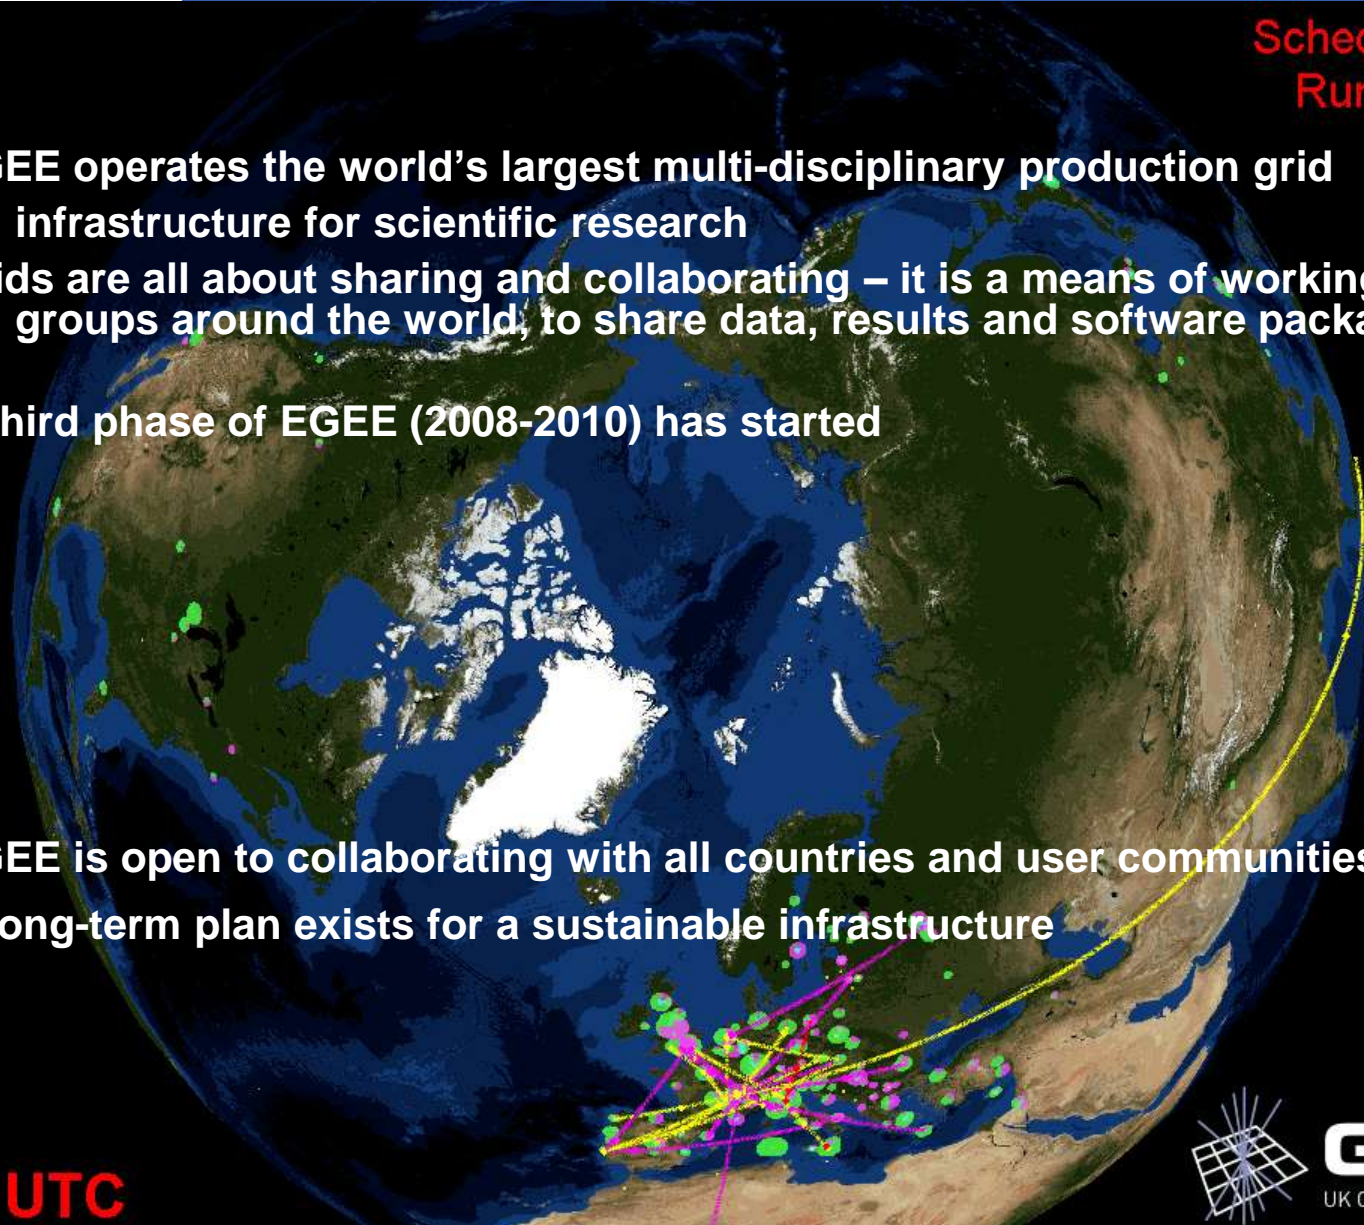 Sched
Run
GEE operates the world's largest multi-disciplinary production grid
infrastructure for scientific research
ids are all about sharing and collaborating – it is a means of working
groups around the world, to share data, results and software packa
hird phase of EGEE (2008-2010) has started
GEE is open to collaborating with all countries and user communities
ong-term plan exists for a sustainable infrastructure
UTC
G
UK